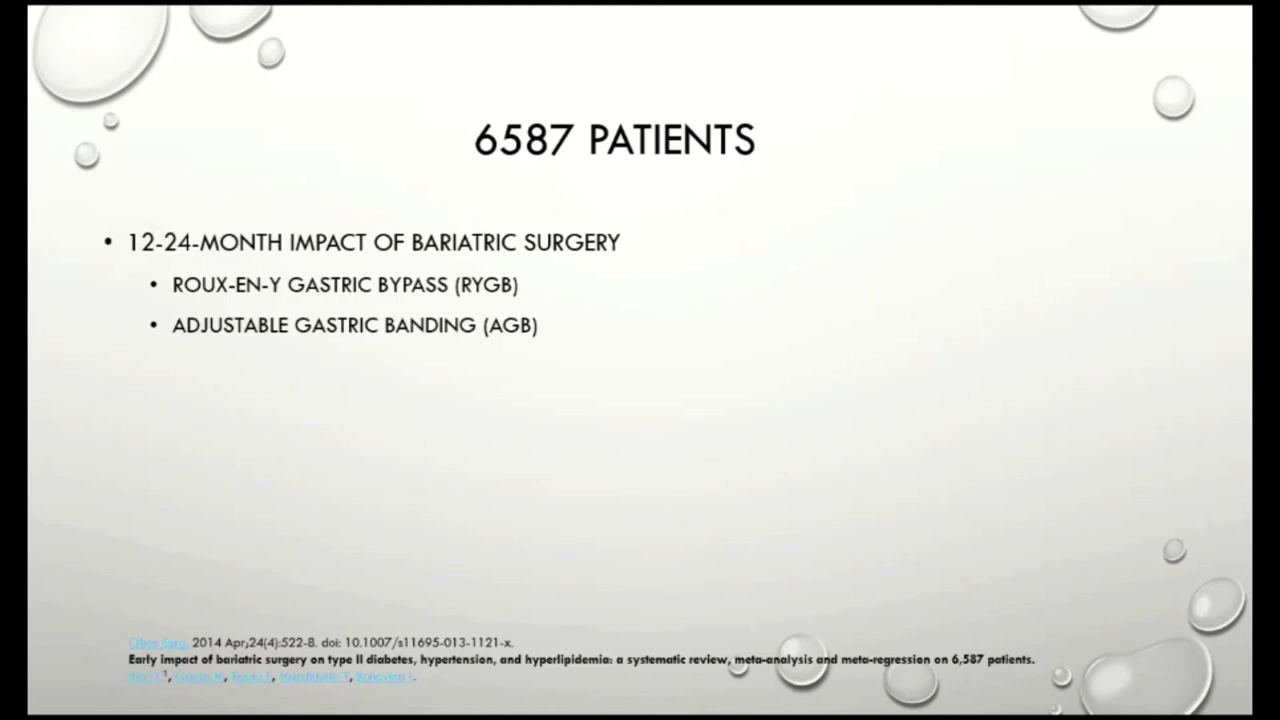 6587 PATIENTS
• 12-24-MONTH IMPACT OF BARIATRIC SURGERY
• ROUX-EN-Y GASTRIC BYPASS (RYGB)
• ADJUSTABLE GASTRIC BANDING (AGB)
Obes Surg. 2014 Apr;24(4):522-8. doi: 10.1007/s11695-013-1121-x.
Early impact of bariatric surgery on type II diabetes, hypertension, and hyperlipidemia: a systematic review, meta-analysis and meta-regression on 6,587 patients.